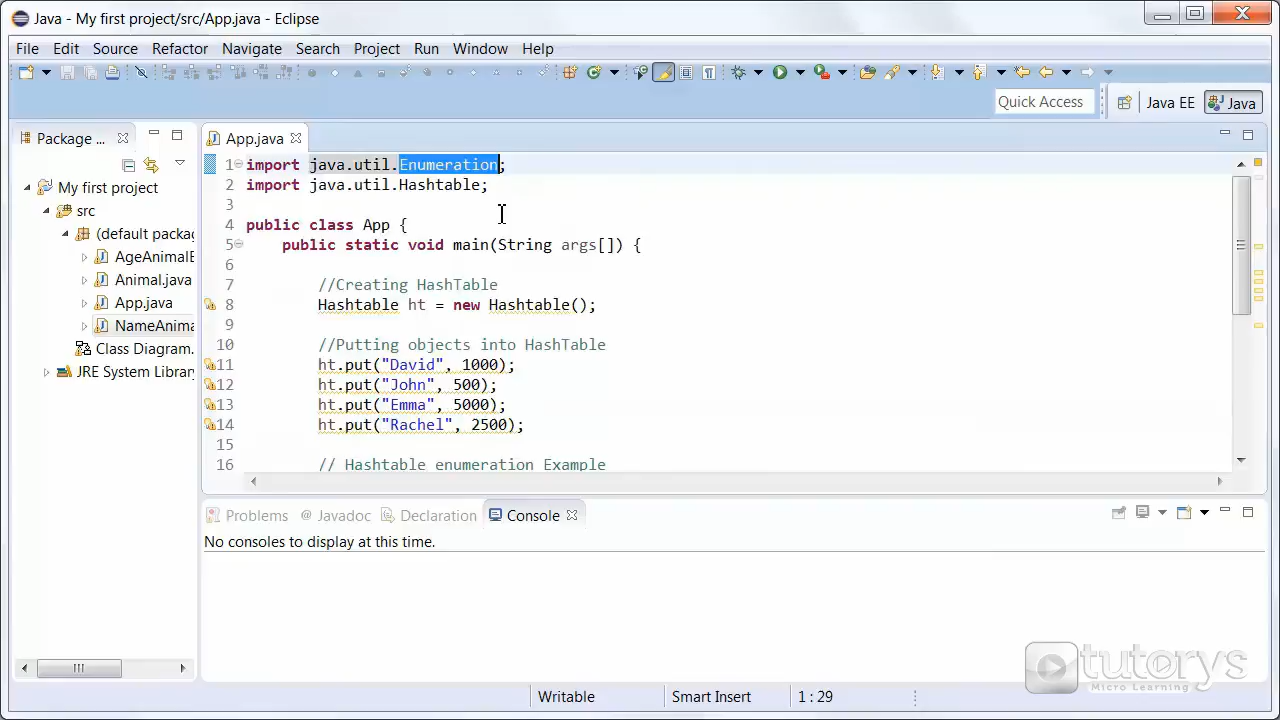 Java - My first project/src/App.java - Eclipse
File Edit Source Refactor Navigate Search Project Run Window Help
Quick Access Java EE Java
Package ... App.java
My first project
src
(default packa
AgeAnimalE
Animal.java
App.java
NameAnima
Class Diagram.
JRE System Librar
1 import java.util.Enumeration;
2 import java.util.Hashtable;
3
4 public class App {
5 public static void main(String args[]) {
6
7 //Creating HashTable
8 Hashtable ht = new Hashtable();
9
10 //Putting objects into HashTable
11 ht.put("David", 1000);
12 ht.put("John", 500);
13 ht.put("Emma", 5000);
14 ht.put("Rachel", 2500);
15
16 // Hashtable enumeration Example
Problems @ Javadoc Declaration Console
No consoles to display at this time.
Writable Smart Insert 1 : 29
tutorys
Micro Learning